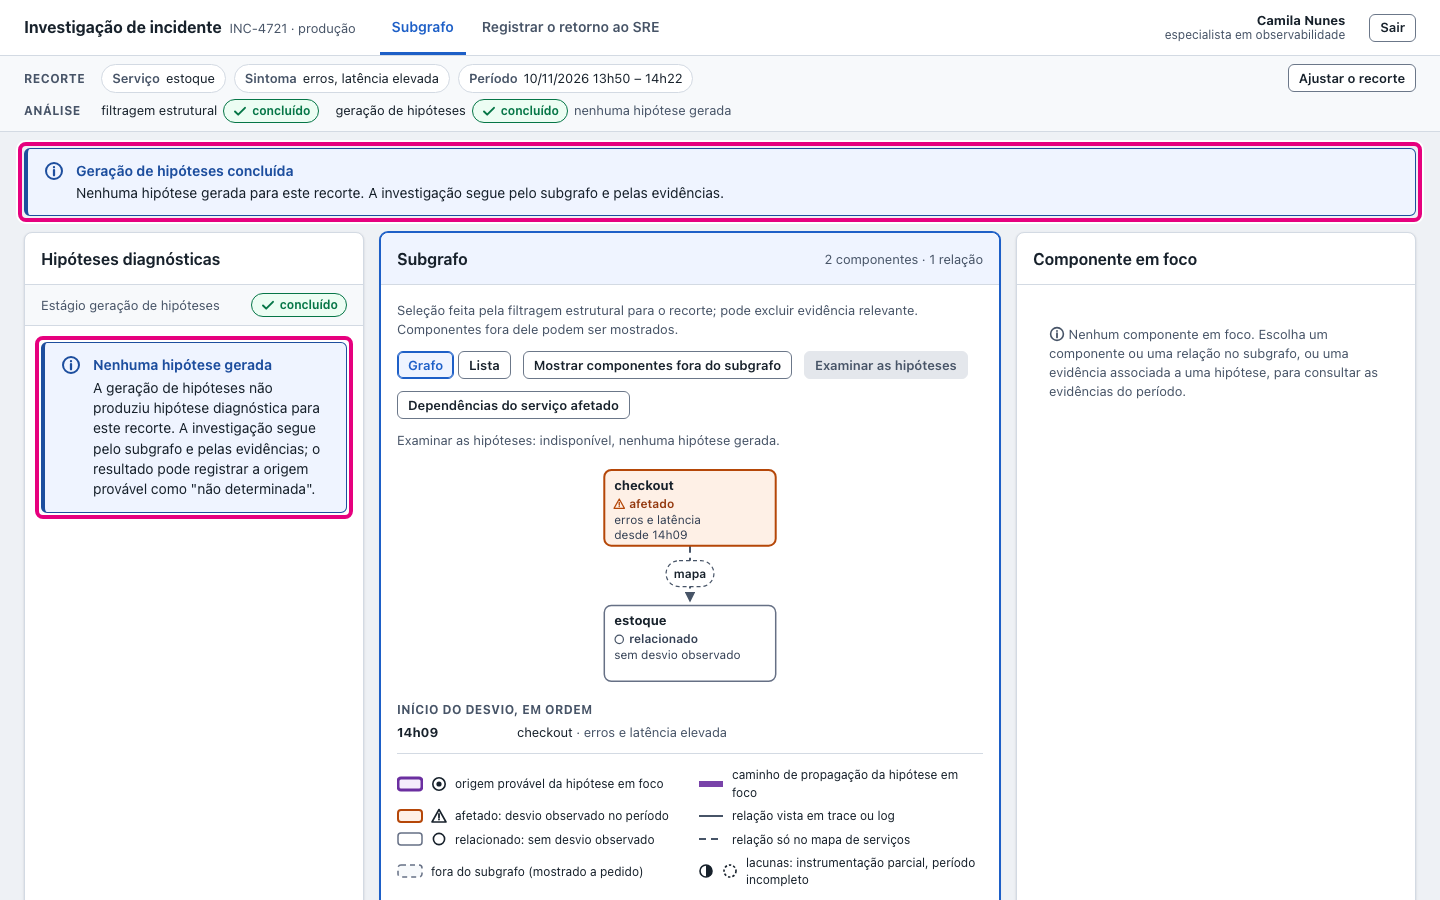 Investigação de incidente INC-4721 · produção
Subgrafo
Registrar o retorno ao SRE
Camila Nunes
especialista em observabilidade
Sair
RECORTE Serviço estoque Sintoma erros, latência elevada Período 10/11/2026 13h50 – 14h22
Ajustar o recorte
ANÁLISE filtragem estrutural concluído geração de hipóteses concluído nenhuma hipótese gerada
Geração de hipóteses concluída
Nenhuma hipótese gerada para este recorte. A investigação segue pelo subgrafo e pelas evidências.
Hipóteses diagnósticas
Estágio geração de hipóteses concluído
Nenhuma hipótese gerada
A geração de hipóteses não
produziu hipótese diagnóstica para
este recorte. A investigação segue
pelo subgrafo e pelas evidências; o
resultado pode registrar a origem
provável como "não determinada".
Subgrafo
2 componentes · 1 relação
Seleção feita pela filtragem estrutural para o recorte; pode excluir evidência relevante.
Componentes fora dele podem ser mostrados.
Grafo Lista Mostrar componentes fora do subgrafo Examinar as hipóteses
Dependências do serviço afetado
Examinar as hipóteses: indisponível, nenhuma hipótese gerada.
checkout
afetado
erros e latência
desde 14h09
mapa
estoque
relacionado
sem desvio observado
INÍCIO DO DESVIO, EM ORDEM
14h09 checkout · erros e latência elevada
origem provável da hipótese em foco
caminho de propagação da hipótese em
foco
afetado: desvio observado no período
relação vista em trace ou log
relacionado: sem desvio observado
relação só no mapa de serviços
fora do subgrafo (mostrado a pedido)
lacunas: instrumentação parcial, período
incompleto
Componente em foco
Nenhum componente em foco. Escolha um
componente ou uma relação no subgrafo, ou uma
evidência associada a uma hipótese, para consultar as
evidências do período.